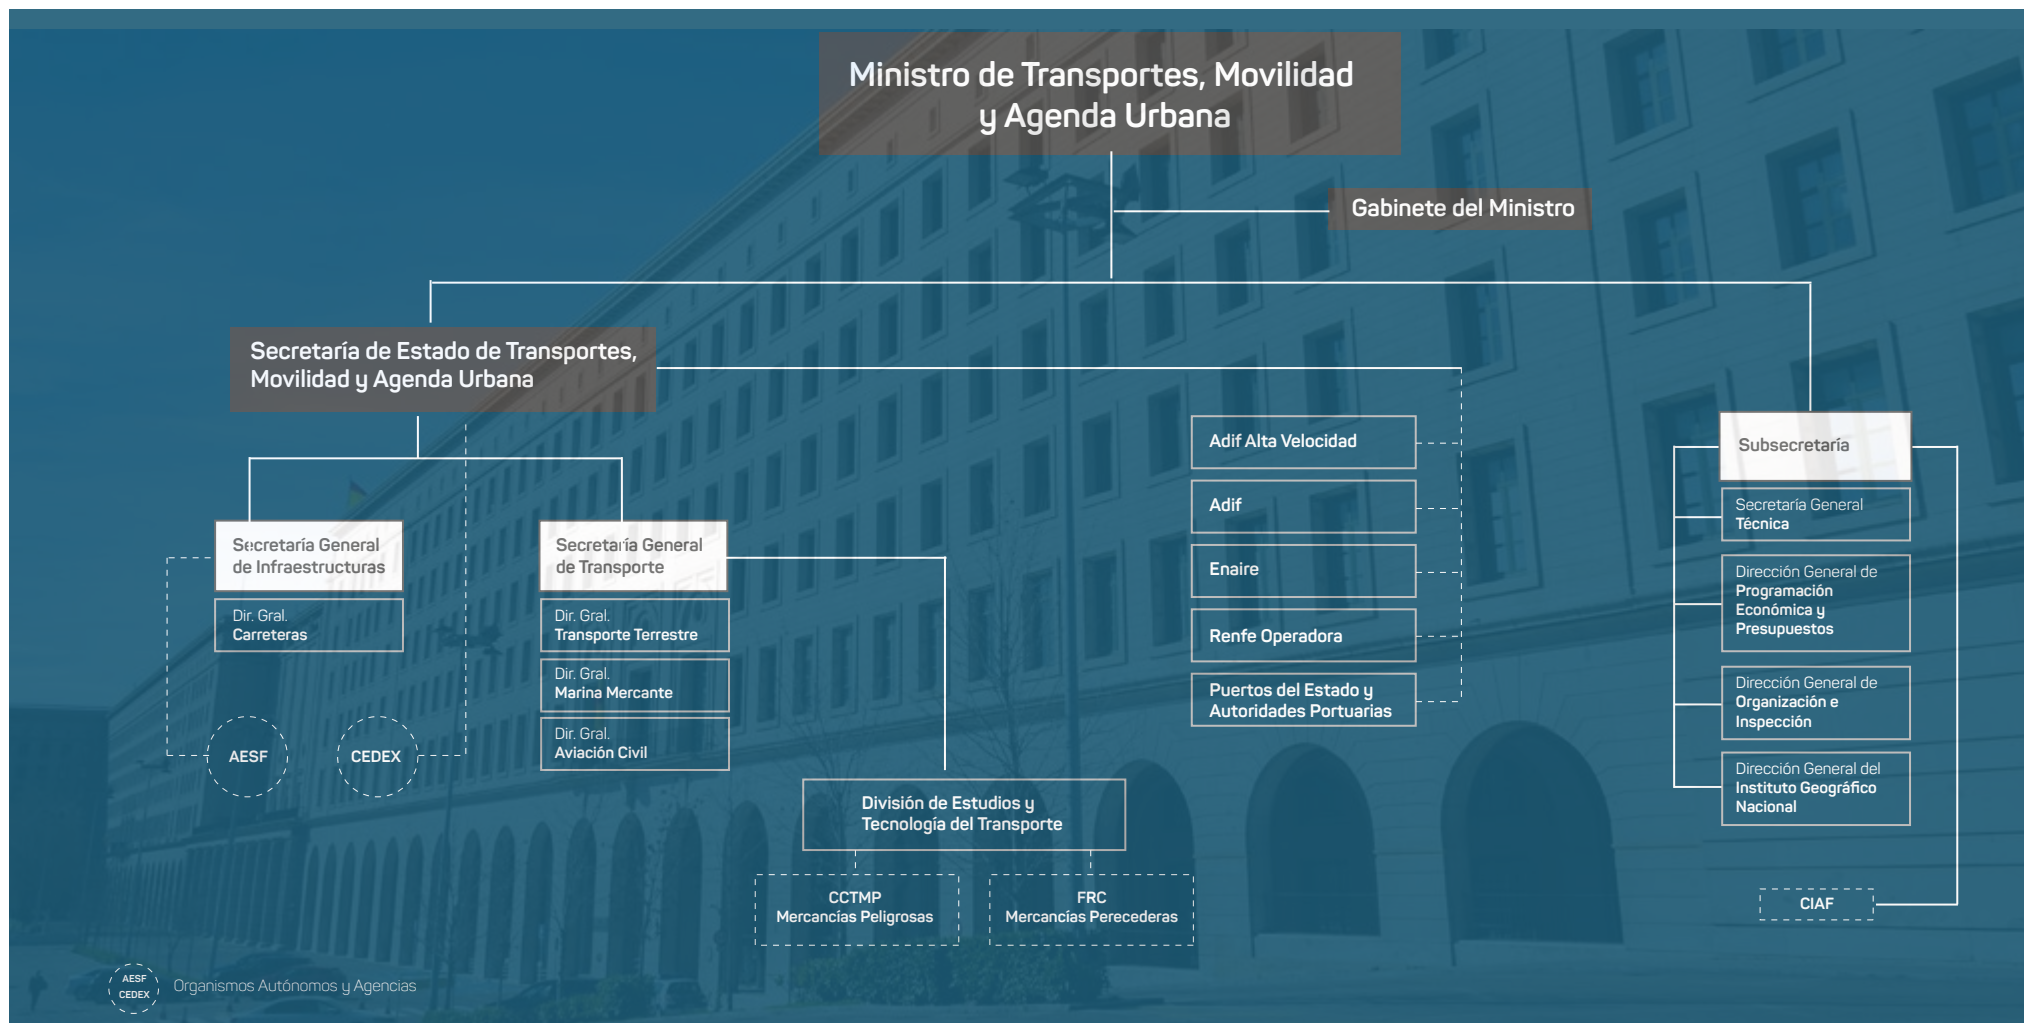 Ministro de Transportes, Movilidad
y Agenda Urbana
Gabinete del Ministro
Secretaría de Estado de Transportes,
Movilidad y Agenda Urbana
Secretaría General
de Infraestructuras
Dir. Gral.
Carreteras
AESF
CEDEX
Secretaría General
de Transporte
Dir. Gral.
Transporte Terrestre
Dir. Gral.
Marina Mercante
Dir. Gral.
Aviación Civil
División de Estudios y
Tecnología del Transporte
CCTMP
Mercancías Peligrosas
FRC
Mercancías Perecederas
Adif Alta Velocidad
Adif
Enaire
Renfe Operadora
Puertos del Estado y
Autoridades Portuarias
Subsecretaría
Secretaría General
Técnica
Dirección General de
Programación
Económica y
Presupuestos
Dirección General de
Organización e
Inspección
Dirección General del
Instituto Geográfico
Nacional
CIAF
AESF
CEDEX
Organismos Autónomos y Agencias